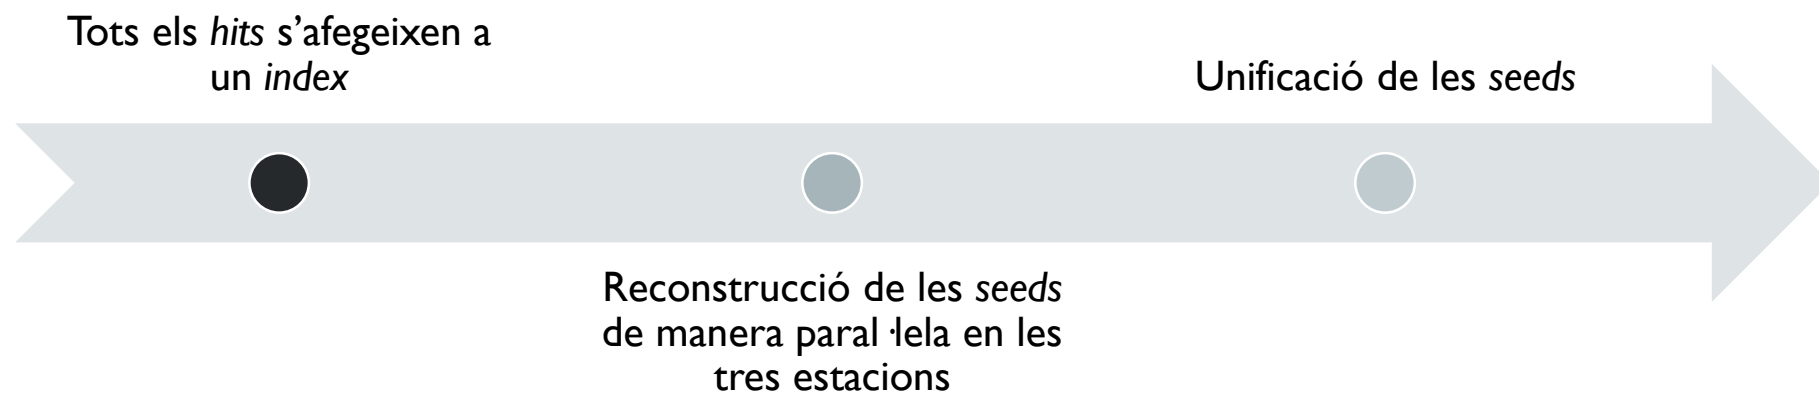 Tots els hits s’afegeixen a
un index
Reconstrucció de les seeds
de manera paral·lela en les
tres estacions
Unificació de les seeds